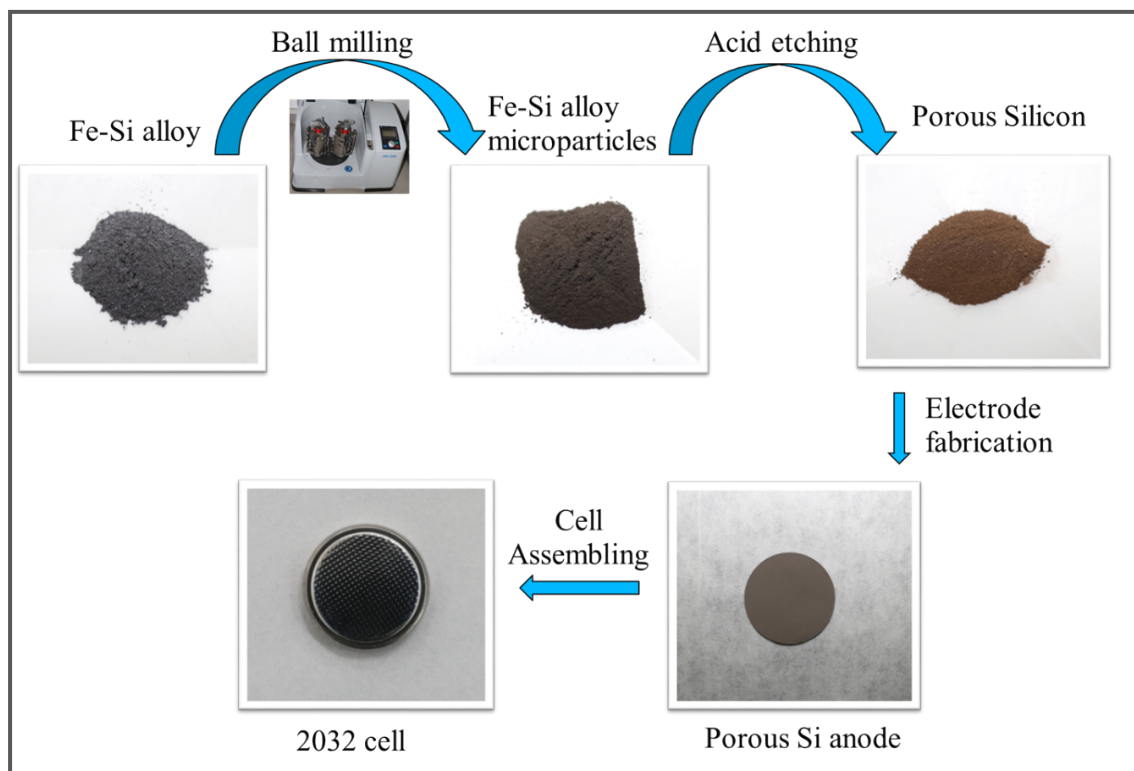 Ball milling
Acid etching
Fe-Si alloy
Fe-Si alloy
microparticles
Porous Silicon
Electrode
fabrication
Cell
Assembling
2032 cell
Porous Si anode